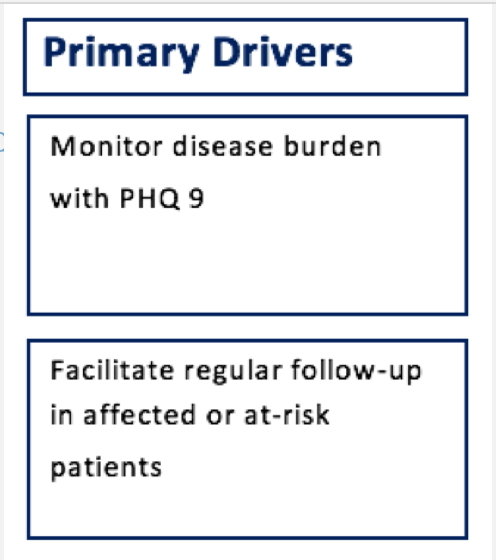 Primary Drivers
Monitor disease burden
with PHQ 9
Facilitate regular follow-up
in affected or at-risk
patients